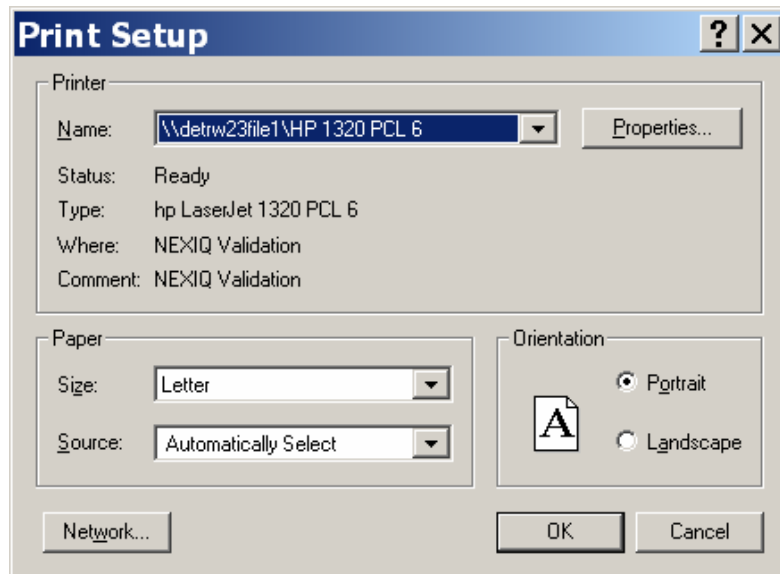 Print Setup
Printer
Name: \\detrw23file1\HP 1320 PCL 6 Properties...
Status: Ready
Type: hp LaserJet 1320 PCL 6
Where: NEXIQ Validation
Comment: NEXIQ Validation
Paper
Size: Letter
Source: Automatically Select
Orientation
A
Portrait
Landscape
Network... OK Cancel